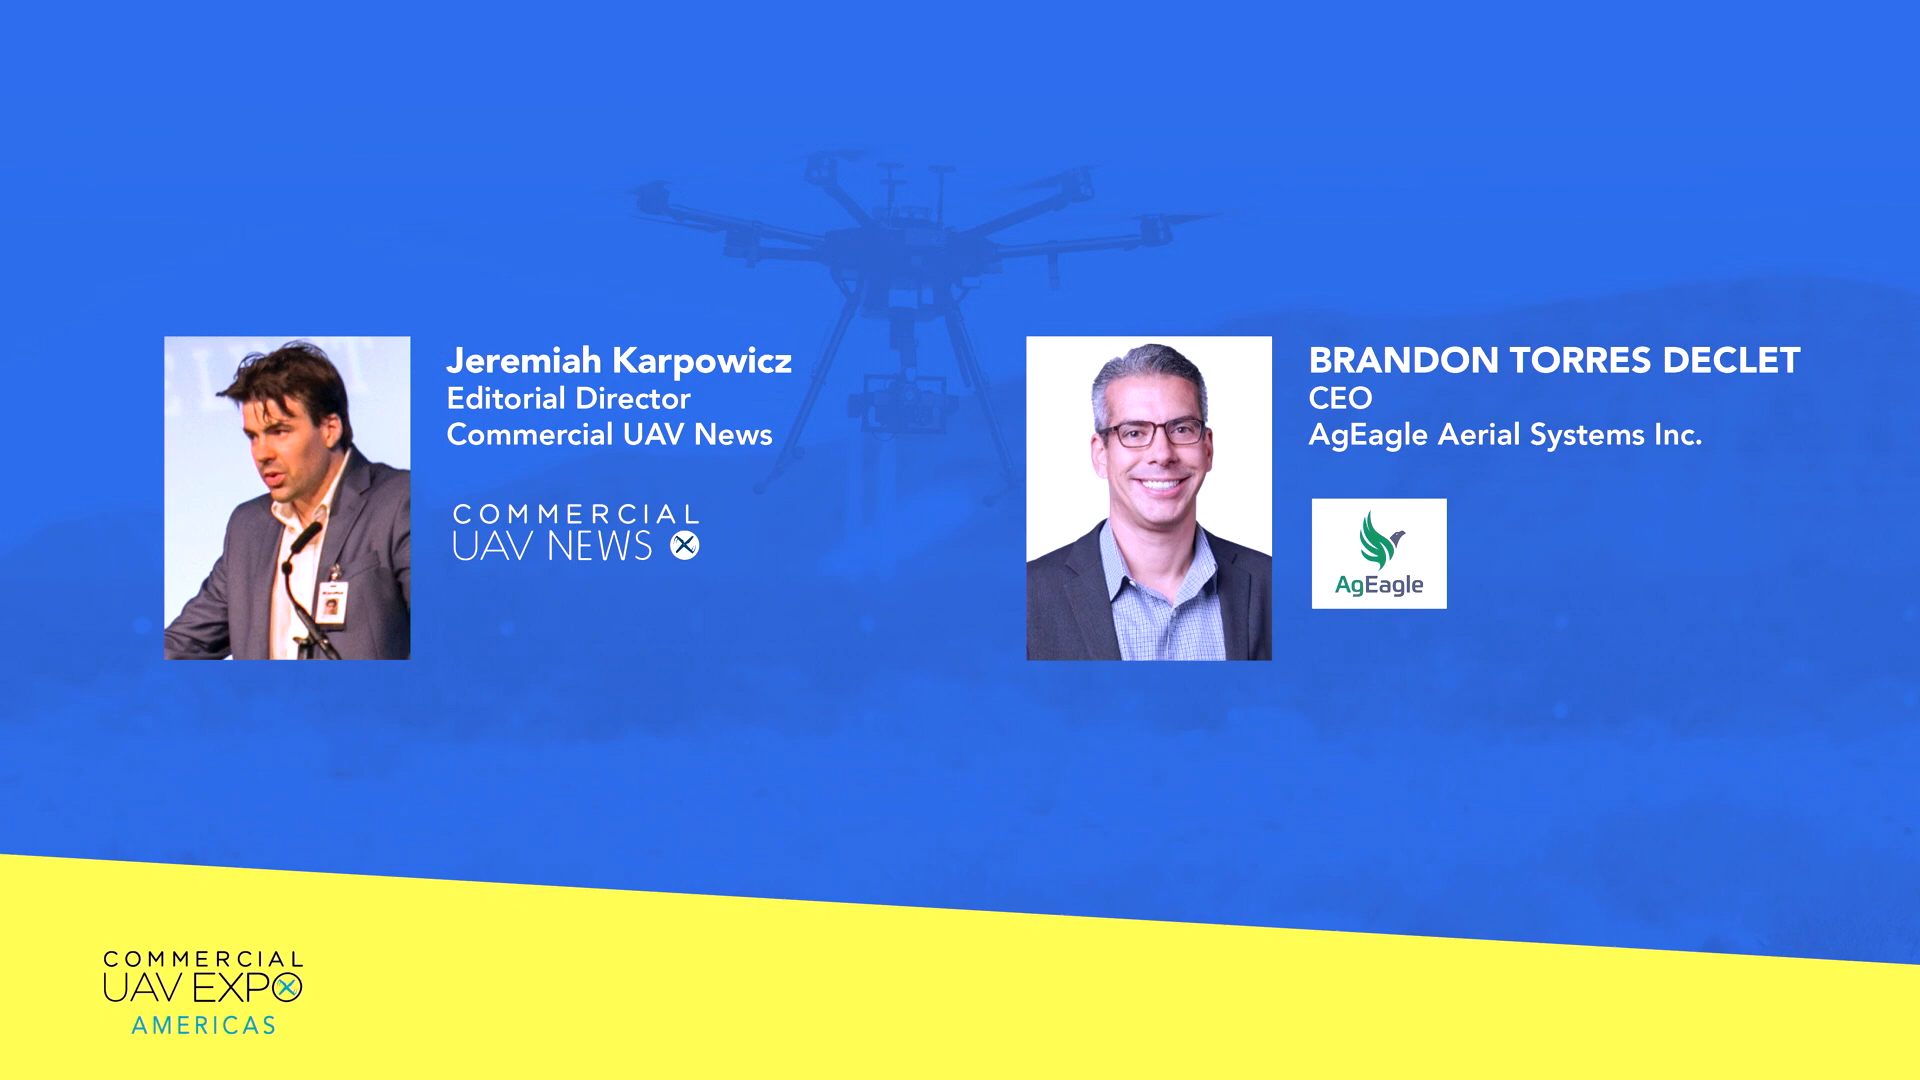 Jeremiah Karpowicz
Editorial Director
Commercial UAV News
COMMERCIAL
UAV NEWS
BRANDON TORRES DECLET
CEO
AgEagle Aerial Systems Inc.
AgEagle
COMMERCIAL
UAV EXPO
AMERICAS